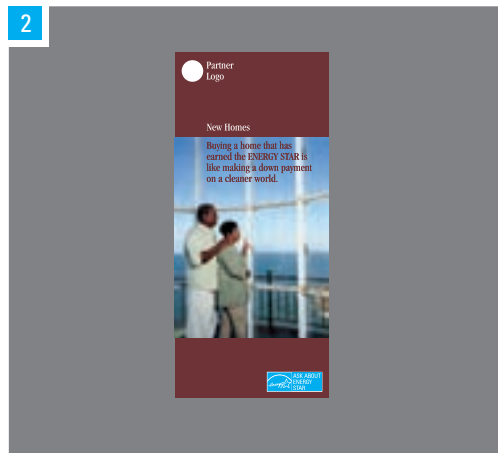 2
Partner
Logo
New Homes
Buying a home that has
earned the ENERGY STAR is
like making a down payment
on a cleaner world.
energy
ASK ABOUT
ENERGY
STAR